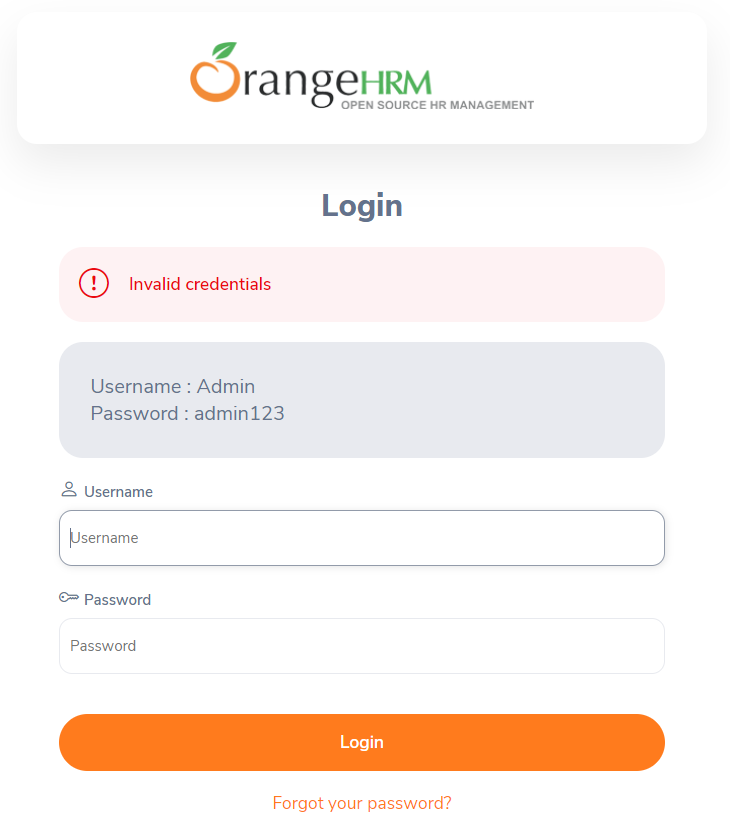 OrangeHRM
OPEN SOURCE HR MANAGEMENT
Login
Invalid credentials
Username : Admin
Password : admin123
Username
Username
Password
Password
Login
Forgot your password?